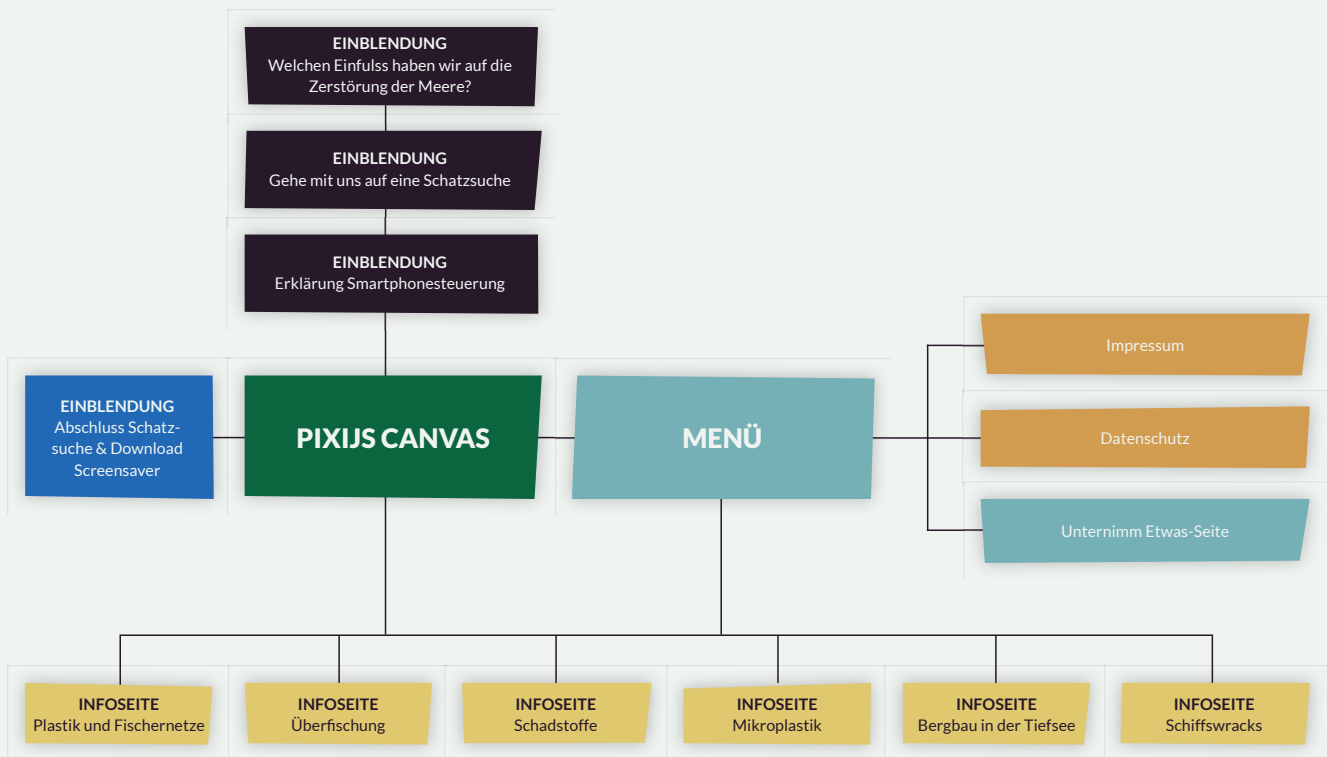 EINBLENDUNG
Welchen Einfulss haben wir auf die
Zerstörung der Meere?
EINBLENDUNG
Gehe mit uns auf eine Schatzsuche
EINBLENDUNG
Erklärung Smartphonesteuerung
EINBLENDUNG
Abschluss Schatz-
suche & Download
Screensaver
PIXIJS CANVAS
MENÜ
Impressum
Datenschutz
Unternimm Etwas-Seite
INFOSEITE
Plastik und Fischernetze
INFOSEITE
Überfischung
INFOSEITE
Schadstoffe
INFOSEITE
Mikroplastik
INFOSEITE
Bergbau in der Tiefsee
INFOSEITE
Schiffswracks